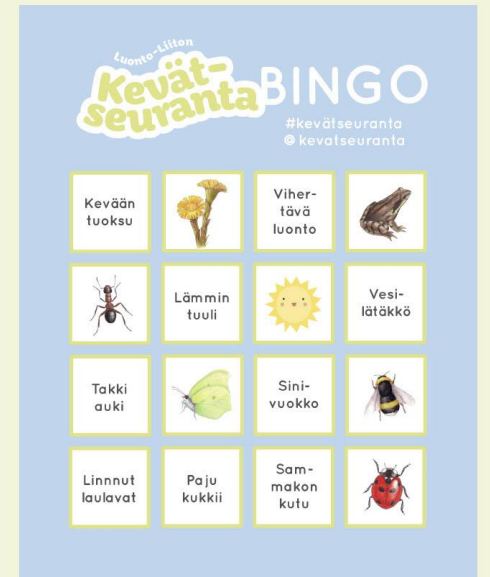 Luonto-Liiton
Kevät-
seuranta
BINGO
#kevätseuranta
@kevatseuranta
Kevään
tuoksu
Viher-
tävä
luonto
Lämmin
tuuli
Vesi-
lätäkkö
Takki
auki
Sini-
vuokko
Linnnut
laulavat
Paju
kukkii
Sam-
makon
kutu